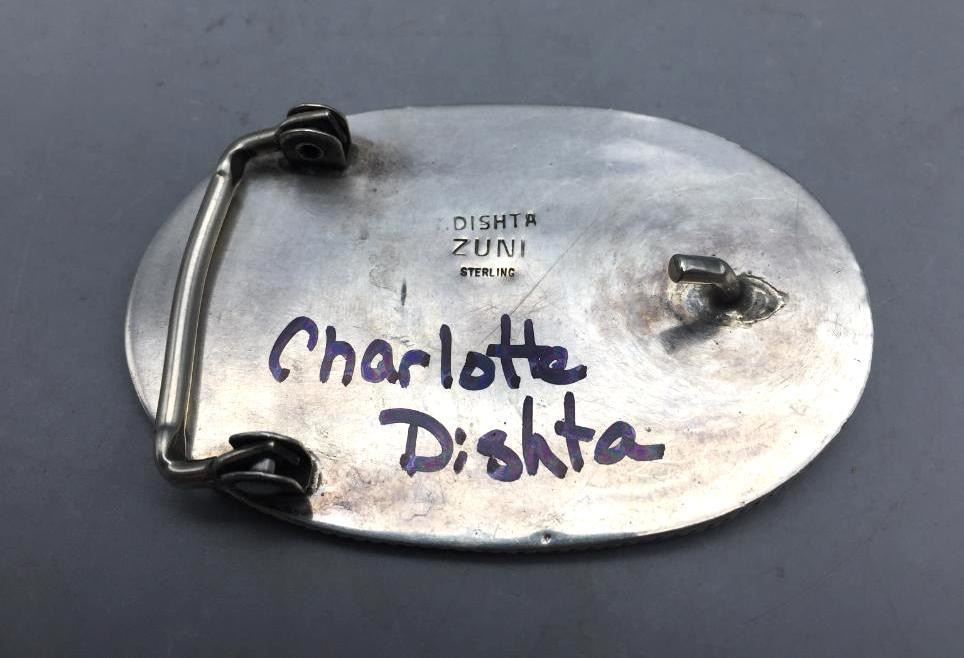 DISHTA
ZUNI
STERLING
Charlotte
Dishta